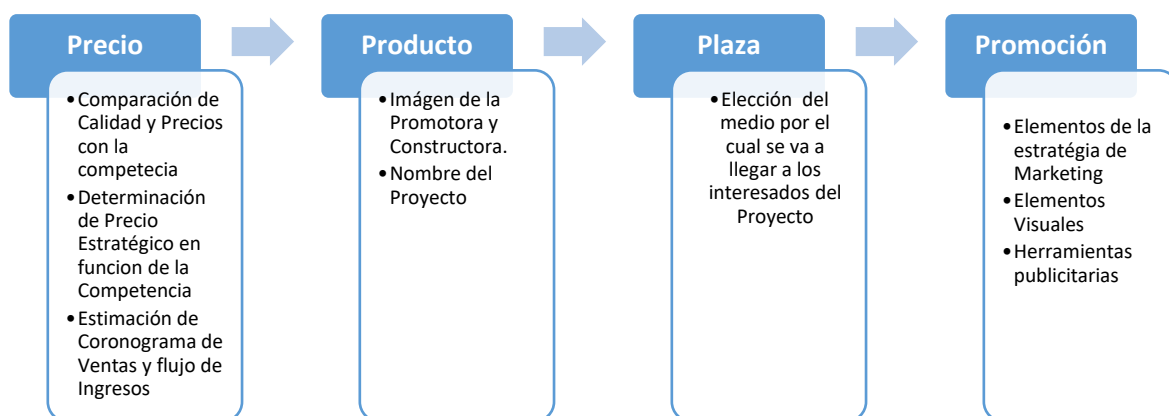 Precio
•Comparación de
Calidad y Precios
con la
competecia
•Determinación
de Precio
Estratégico en
funcion de la
Competencia
•Estimación de
Coronograma de
Ventas y flujo de
Ingresos
Producto
•Imágen de la
Promotora y
Constructora.
•Nombre del
Proyecto
Plaza
•Elección del
medio por el
cual se va a
llegar a los
interesados del
Proyecto
Promoción
•Elementos de la
estratégia de
Marketing
•Elementos
Visuales
•Herramientas
publicitarias